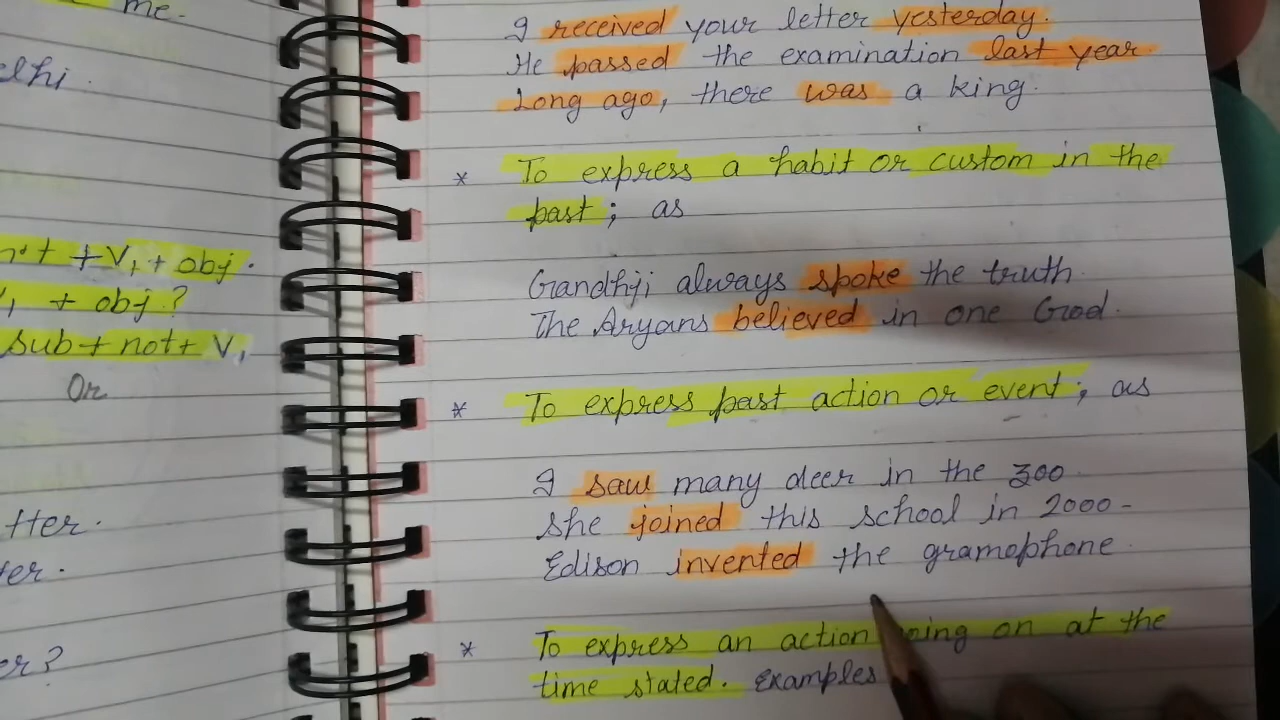 me.
elhi.
not + V1 + obj.
V1 + obj ?
sub + not + V1
Or
tter.
ter.
er?
I received your letter yesterday.
He passed the examination last year
Long ago, there was a king.
* To express a habit or custom in the
past ; as
Gandhiji always spoke the truth
The Aryans believed in one God.
* To express past action or event ; as
I saw many deer in the zoo
She joined this school in 2000-
Edison invented the gramophone
* To express an action going on at the
time stated. Examples